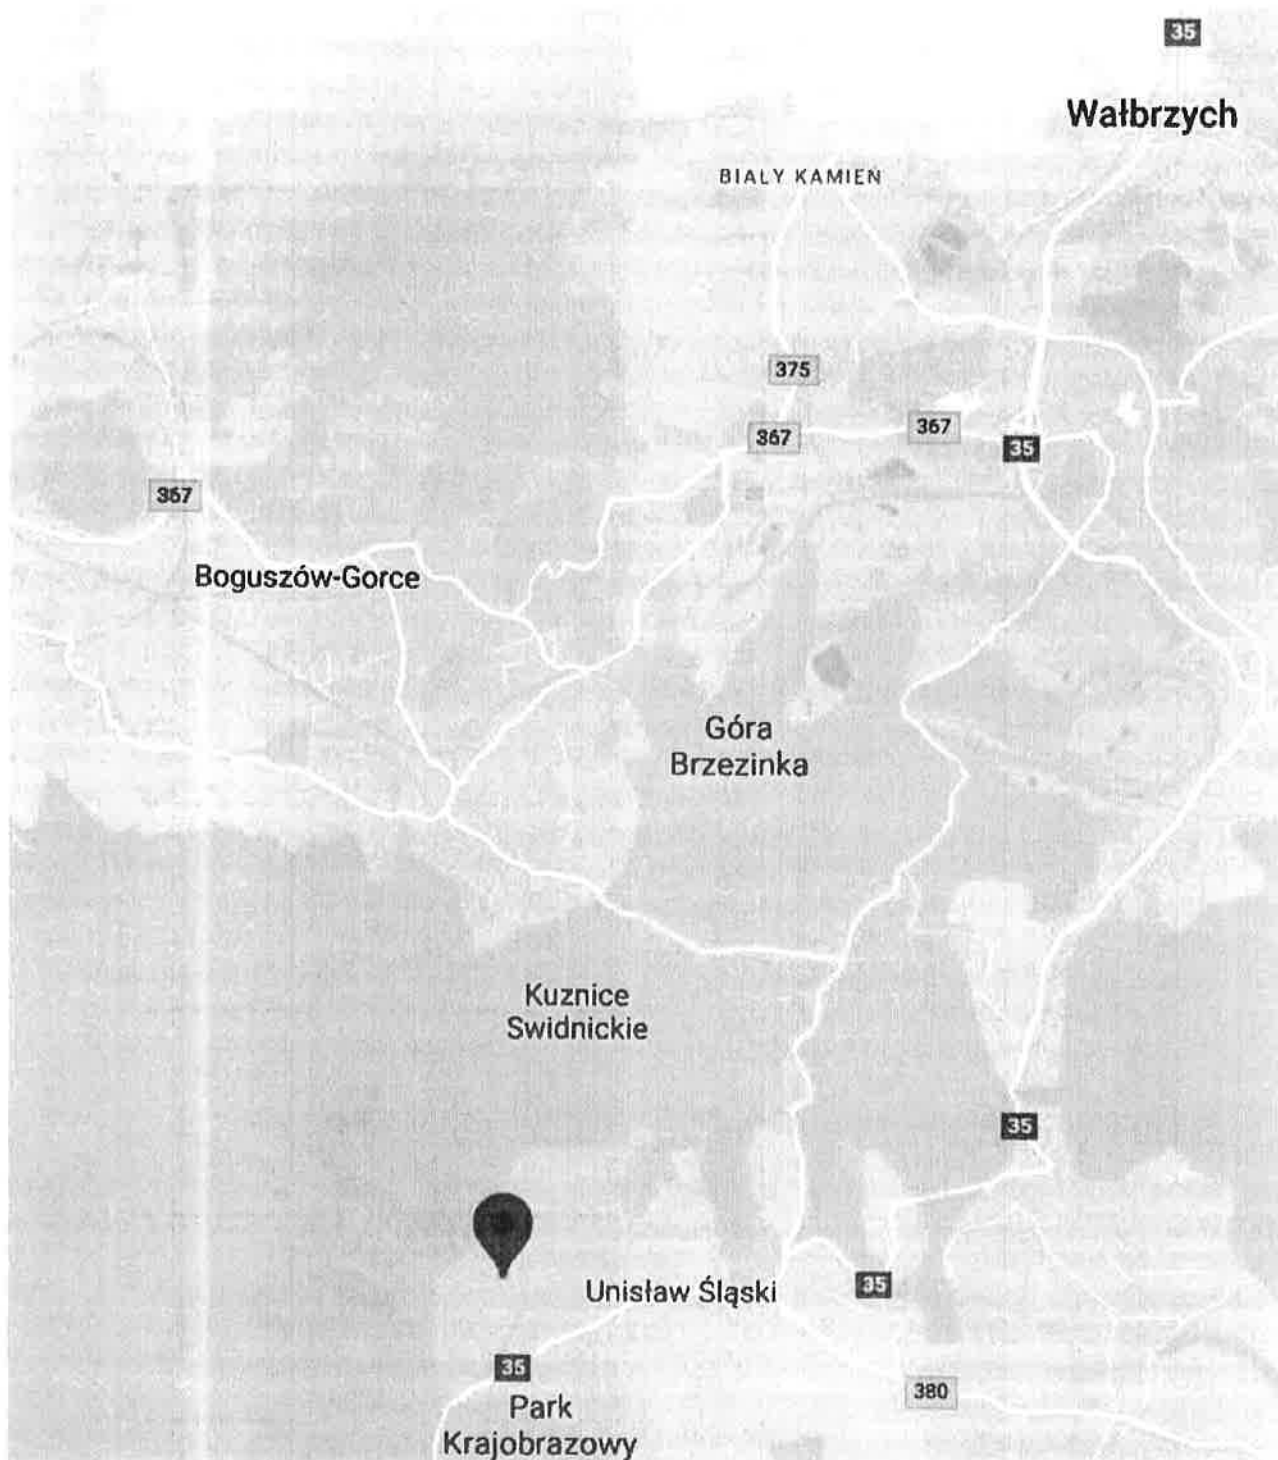 35
Wałbrzych
BIALY KAMIEN
375
367
367
35
367
Boguszów-Gorce
Góra
Brzezinka
Kuznice
Swidnickie
35
Unisław Śląski
35
35
380
Park
Krajobrazowy